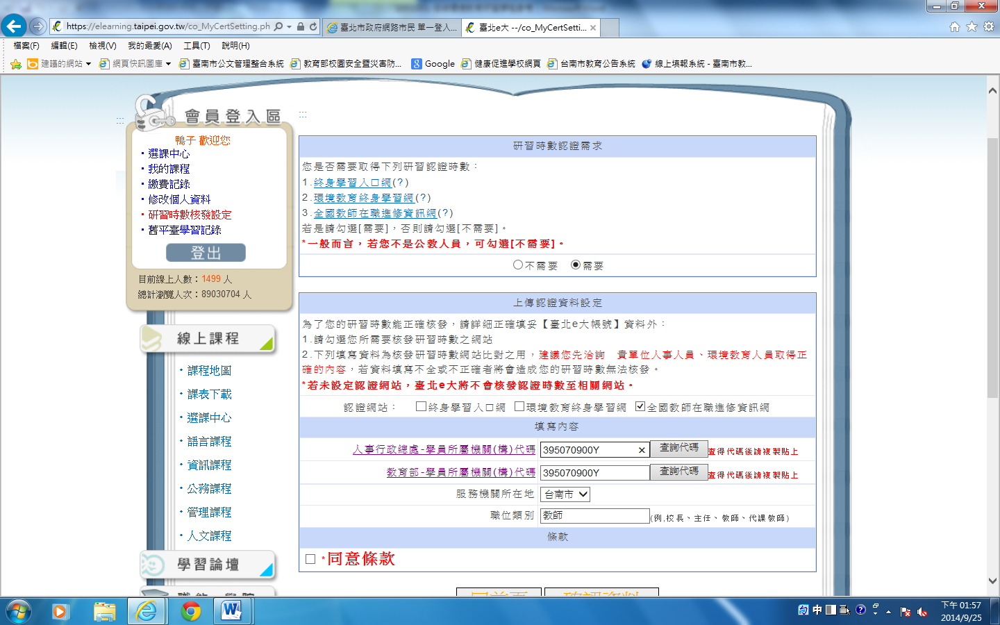 https://elearning.taipei.gov.tw/co_MyCertSetting.ph
臺北市政府網路市民 單一登入...
臺北e大 --/co_MyCertSetti...
檔案(F) 編輯(E) 檢視(V) 我的最愛(A) 工具(T) 說明(H)
建議的網站 網頁快訊圖庫 臺南市公文管理整合系統 教育部校園安全暨災害防... Google 健康促進學校網頁 台南市教育公告系統 線上填報系統 - 臺南市教...
會員登入區
鴨子 歡迎您
・選課中心
・我的課程
・繳費記錄
・修改個人資料
・研習時數核發設定
・舊平臺學習記錄
登出
目前線上人數：1499 人
總計瀏覽人次：89030704 人
線上課程
・課程地圖
・課表下載
・選課中心
・語言課程
・資訊課程
・公務課程
・管理課程
・人文課程
學習論壇
研習時數認證需求
您是否需要取得下列研習認證時數：
1.終身學習入口網(?)
2.環境教育終身學習網(?)
3.全國教師在職進修資訊網(?)
若是請勾選[需要]，否則請勾選[不需要]。
*一般而言，若您不是公教人員，可勾選[不需要]。
不需要 需要
上傳認證資料設定
為了您的研習時數能正確核發，請詳細正確填妥【臺北e大帳號】資料外：
1.請勾選您所需要核發研習時數之網站
2.下列填寫資料為核發研習時數網站比對之用，建議您先洽詢 貴單位人事人員、環境教育人員取得正
確的內容，若資料填寫不全或不正確者將會造成您的研習時數無法核發。
*若未設定認證網站，臺北e大將不會核發認證時數至相關網站。
認證網站： 終身學習入口網 環境教育終身學習網 全國教師在職進修資訊網
填寫內容
人事行政總處-學員所屬機關(構)代碼 395070900Y 查詢代碼 查得代碼後請複製貼上
教育部-學員所屬機關(構)代碼 395070900Y 查詢代碼 查得代碼後請複製貼上
服務機關所在地 台南市
職位類別 教師 (例,校長、主任、教師、代課教師)
條款
*同意條款
中
下午 01:57
2014/9/25